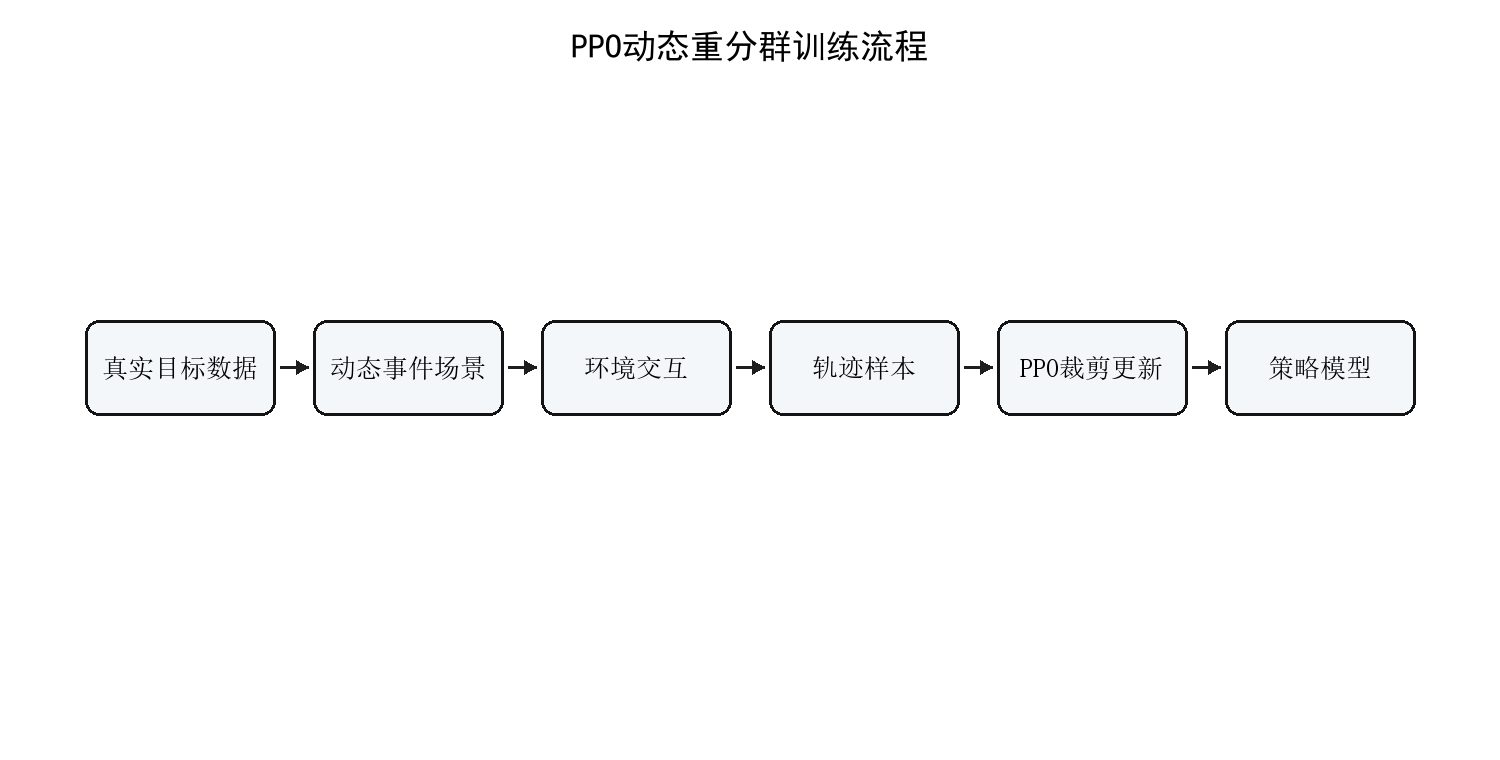 PPO动态重分群训练流程
真实目标数据
动态事件场景
环境交互
轨迹样本
PPO裁剪更新
策略模型